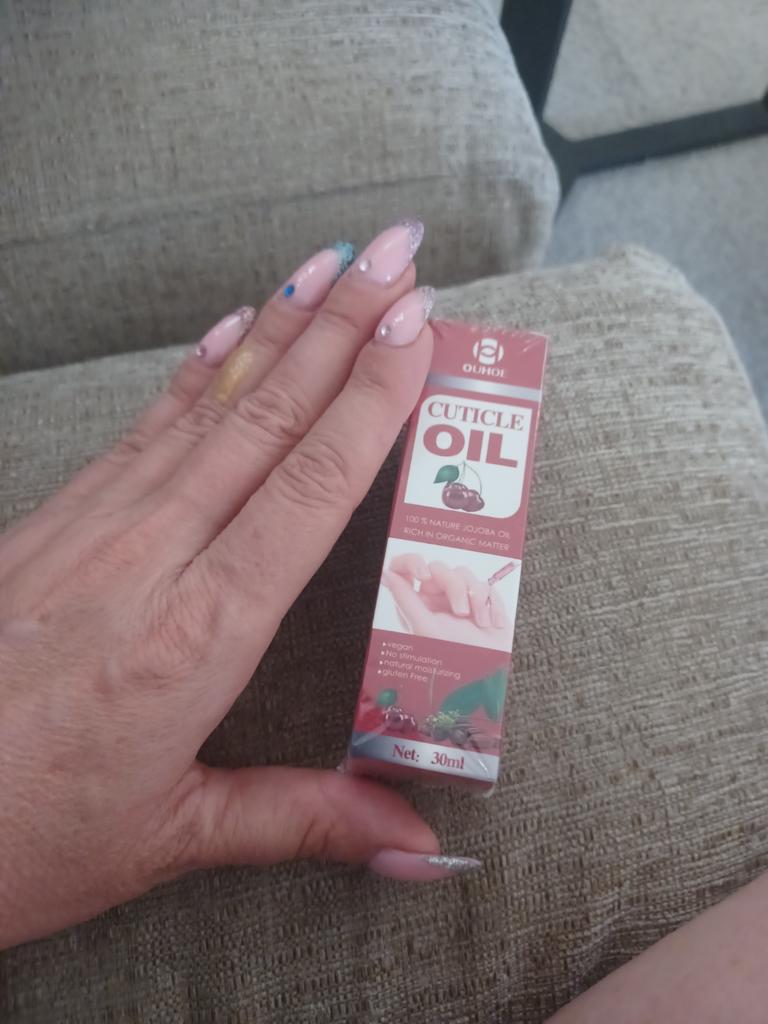 OUHOE
CUTICLE
OIL
100 % NATURE JOJOBA OIL
RICH IN ORGANIC MATTER
▸vegan
▸No stimulation
▸natural moisturizing
▸gluten Free
Net: 30ml